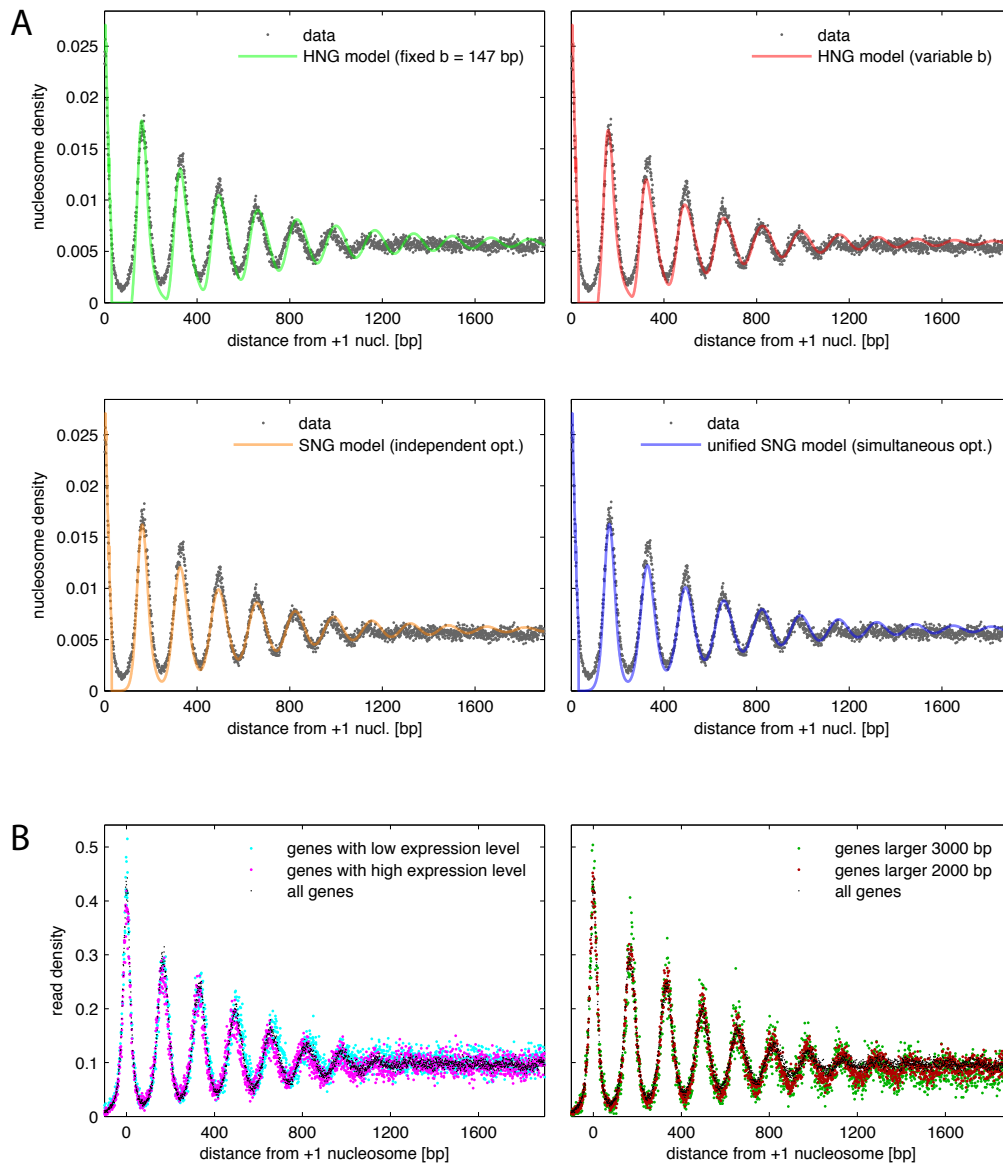 A
data
HNG model (fixed b = 147 bp)
nucleosome density
0.025
0.02
0.015
0.01
0.005
0
0
400
800
1200
1600
distance from +1 nucl. [bp]
data
HNG model (variable b)
0
400
800
1200
1600
distance from +1 nucl. [bp]
data
SNG model (independent opt.)
nucleosome density
0.025
0.02
0.015
0.01
0.005
0
0
400
800
1200
1600
distance from +1 nucl. [bp]
data
unified SNG model (simultaneous opt.)
0
400
800
1200
1600
distance from +1 nucl. [bp]
B
genes with low expression level
genes with high expression level
all genes
read density
0.5
0.4
0.3
0.2
0.1
0
0
400
800
1200
1600
distance from +1 nucleosome [bp]
genes larger 3000 bp
genes larger 2000 bp
all genes
0
400
800
1200
1600
distance from +1 nucleosome [bp]